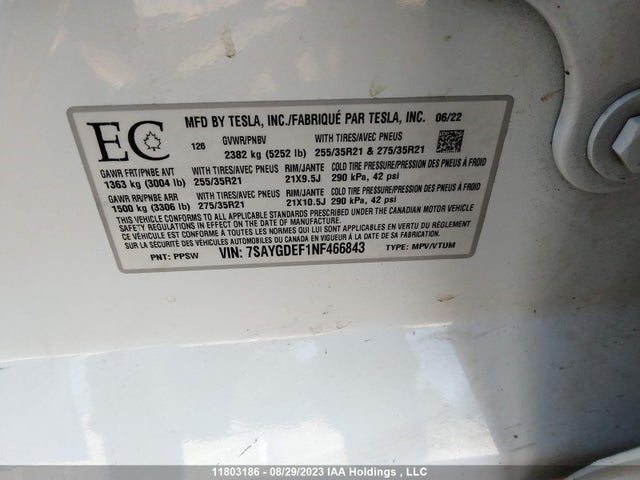 MFD BY TESLA, INC./FABRIQUÉ PAR TESLA, INC. 06/22
EC 126 GVWR/PNBV WITH TIRES/AVEC PNEUS
2382 kg (5252 lb) 255/35R21 & 275/35R21
GAWR FRT/PNBE AVT WITH TIRES/AVEC PNEUS RIM/JANTE COLD TIRE PRESSURE/PRESSION DES PNEUS À FROID
1363 kg (3004 lb) 255/35R21 21X9.5J 290 kPa, 42 psi
GAWR RR/PNBE ARR WITH TIRES/AVEC PNEUS RIM/JANTE COLD TIRE PRESSURE/PRESSION DES PNEUS À FROID
1500 kg (3306 lb) 275/35R21 21X10.5J 290 kPa, 42 psi
THIS VEHICLE CONFORMS TO ALL APPLICABLE STANDARDS PRESCRIBED UNDER THE CANADIAN MOTOR VEHICLE
SAFETY REGULATIONS IN EFFECT ON THE DATE OF MANUFACTURE
CE VÉHICULE EST CONFORME À TOUTES LES NORMES QUI LUI SONT APPLICABLES EN VERTU DU RÈGLEMENT
SUR LA SÉCURITÉ DES VÉHICULES AUTOMOBILES DU CANADA EN VIGUEUR À LA DATE DE SA FABRICATION
PNT: PPSW VIN: 7SAYGDEF1NF466843 TYPE: MPV/VTUM
11803186 - 08/29/2023 IAA Holdings , LLC